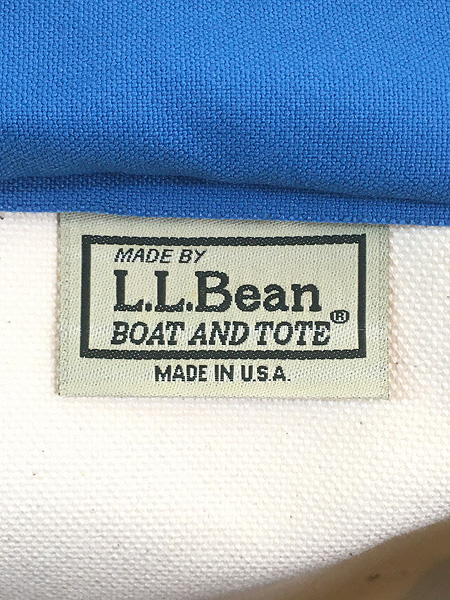 MADE BY
L.L.Bean
BOAT AND TOTE®
MADE IN U.S.A.